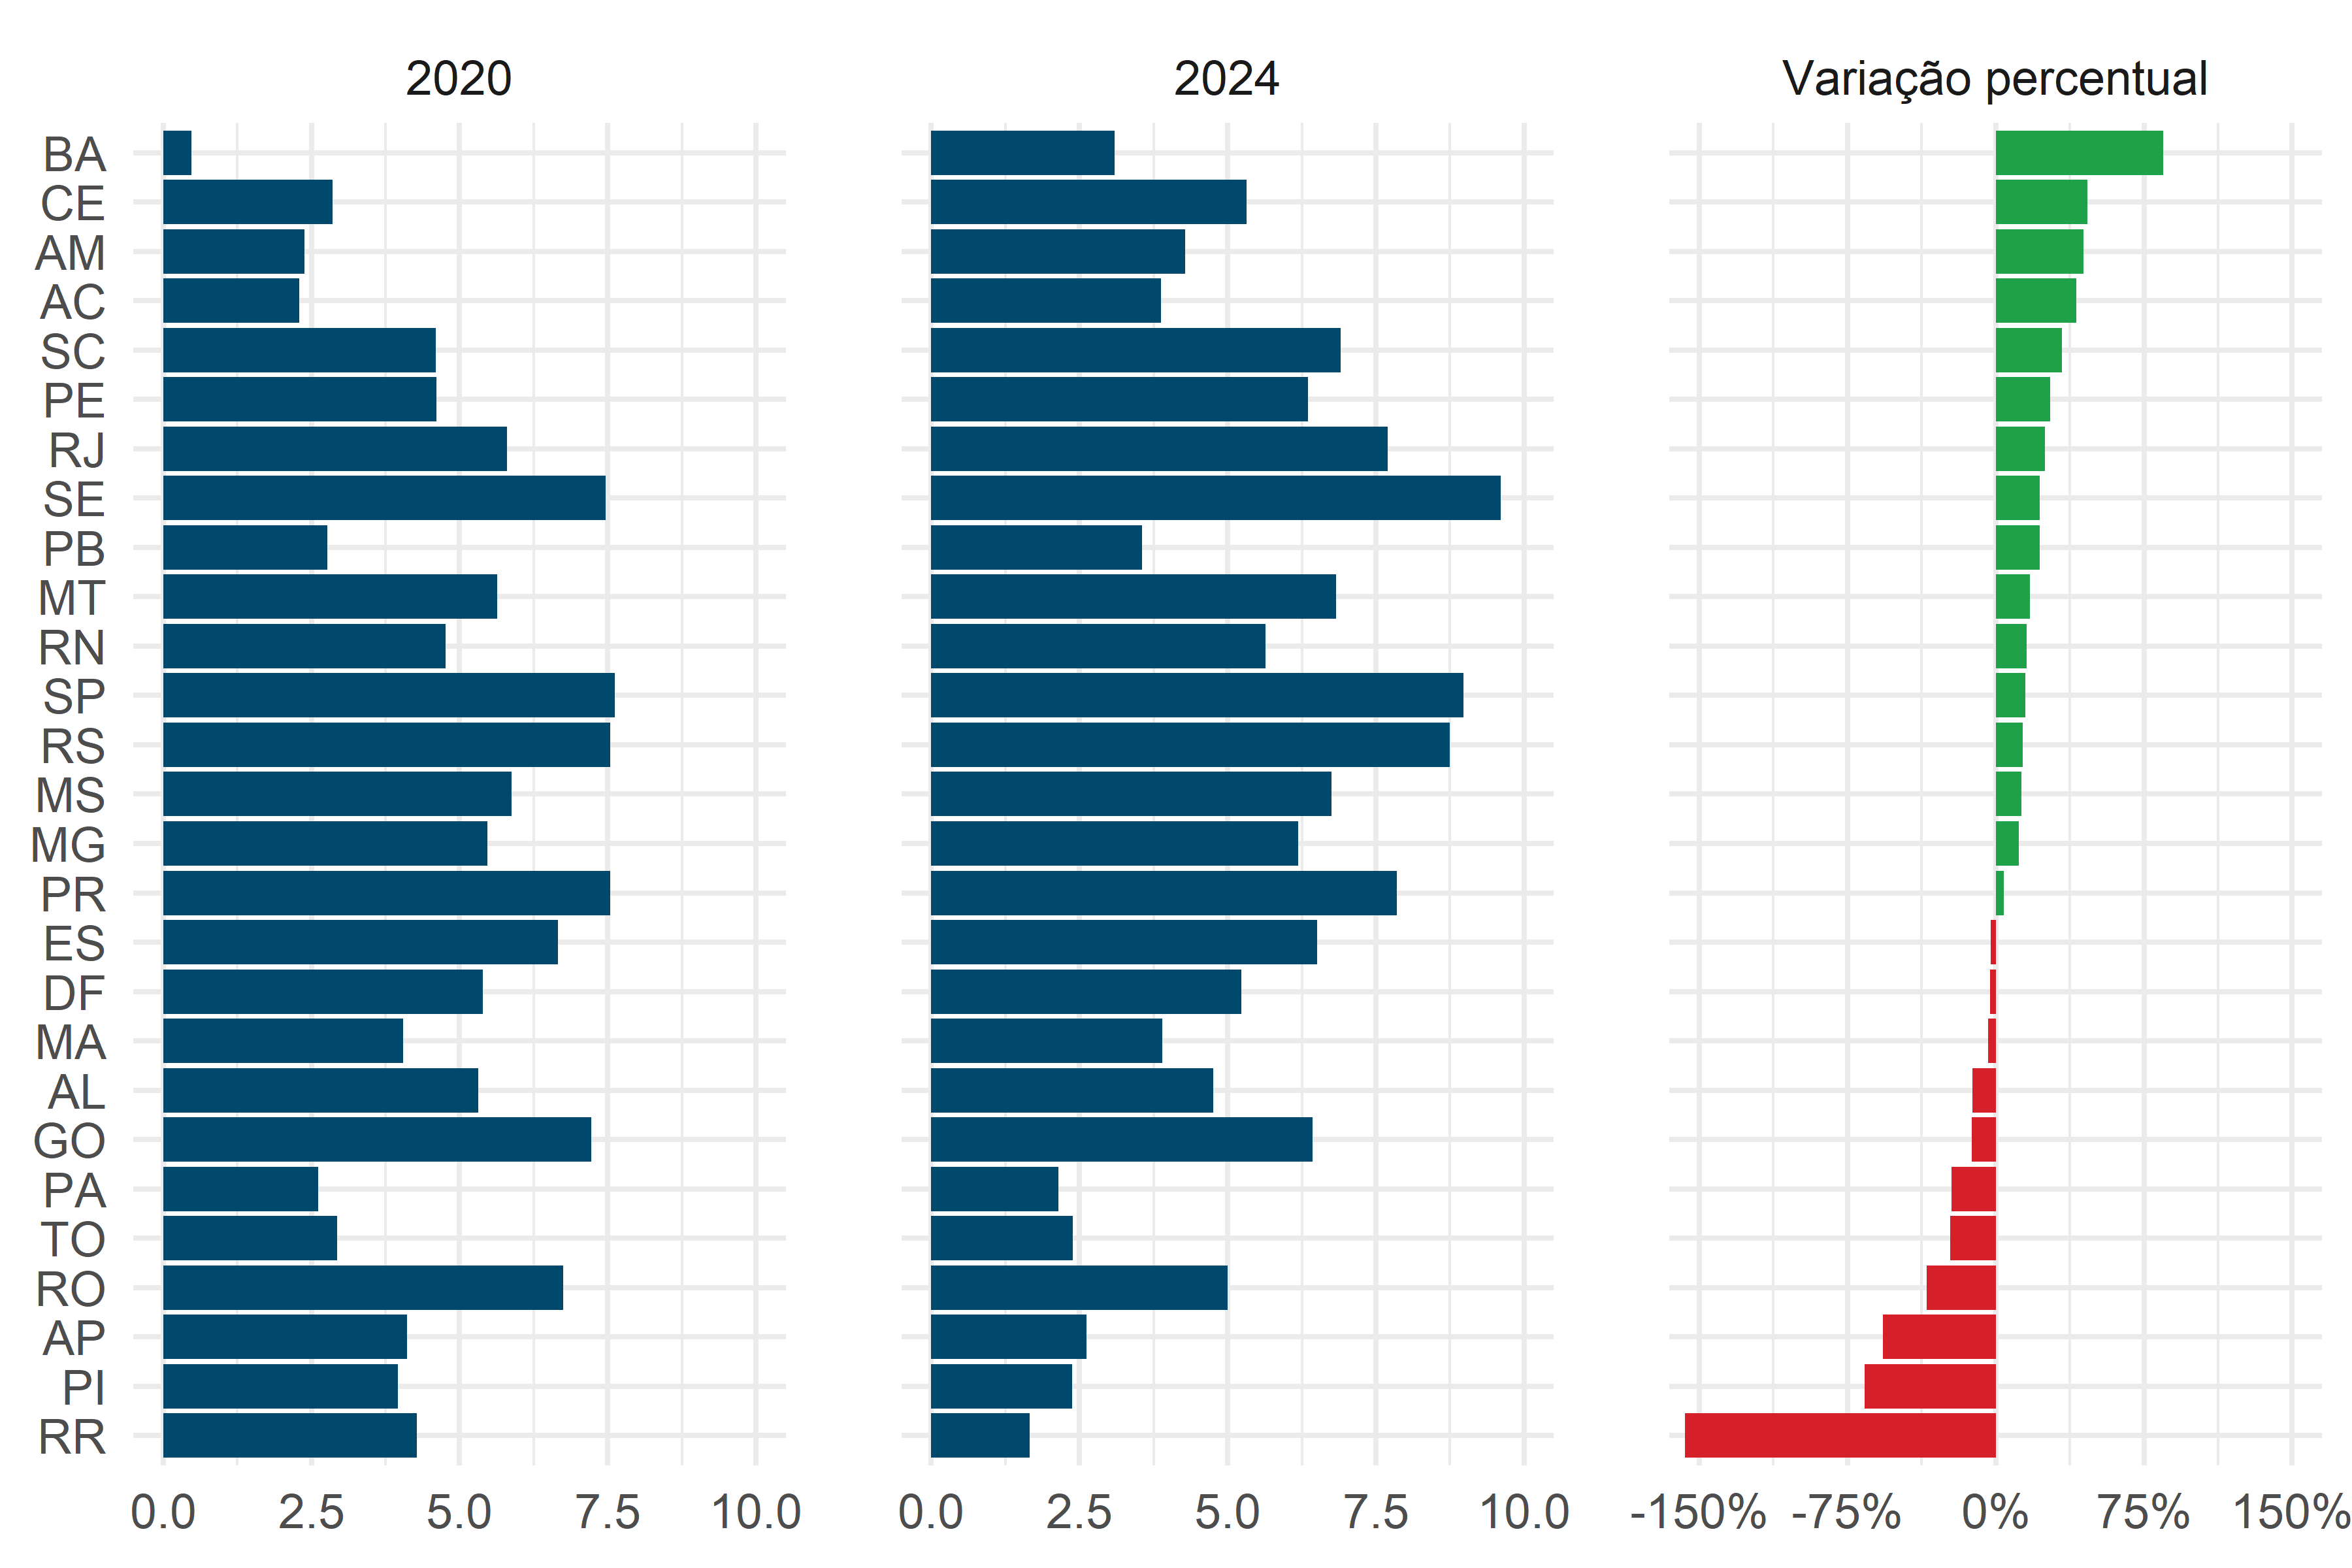 2020 2024 Variação percentual
BA
CE
AM
AC
SC
PE
RJ
SE
PB
MT
RN
SP
RS
MS
MG
PR
ES
DF
MA
AL
GO
PA
TO
RO
AP
PI
RR
0.0 2.5 5.0 7.5 10.0 0.0 2.5 5.0 7.5 10.0 -150% -75% 0% 75% 150%